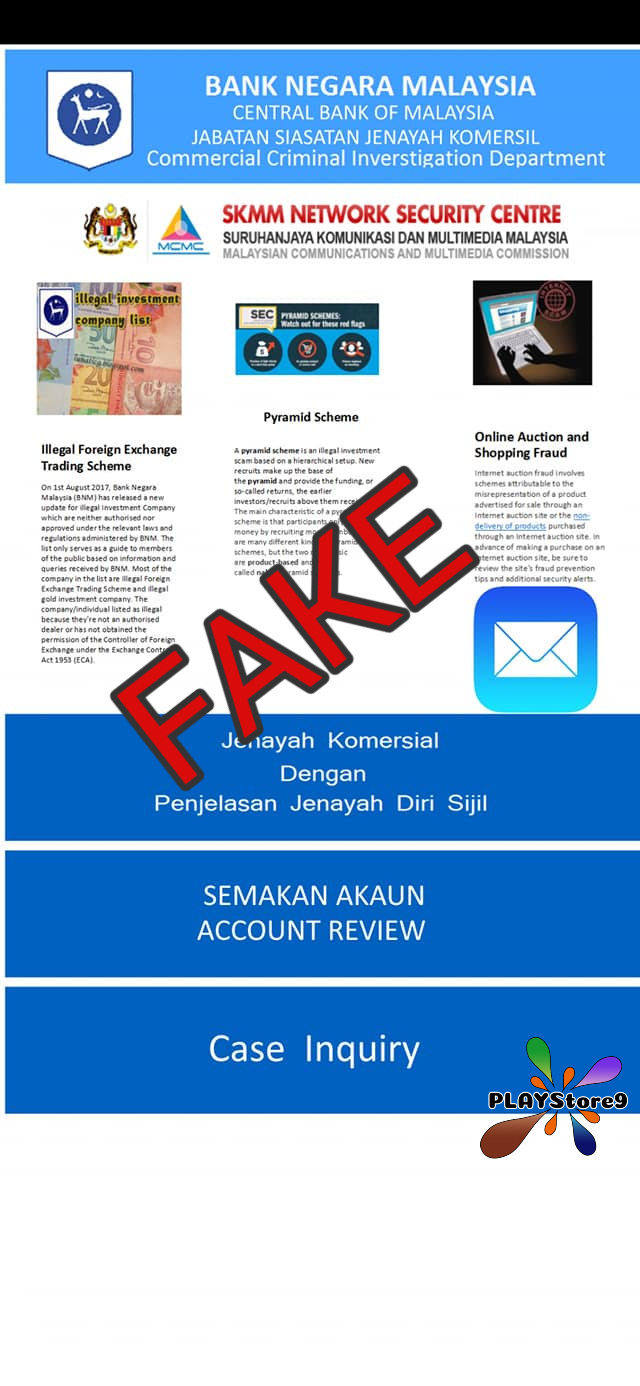 BANK NEGARA MALAYSIA
CENTRAL BANK OF MALAYSIA
JABATAN SIASATAN JENAYAH KOMERSIL
Commercial Criminal Inverstigation Department
MCMC
SKMM NETWORK SECURITY CENTRE
SURUHANJAYA KOMUNIKASI DAN MULTIMEDIA MALAYSIA
MALAYSIAN COMMUNICATIONS AND MULTIMEDIA COMMISSION
illegal investment
company list
SEC
PYRAMID SCHEMES:
Watch out for these red flags
INTERNET
SCAM
Illegal Foreign Exchange
Trading Scheme
On 1st August 2017, Bank Negara
Malaysia (BNM) has released a new
update for illegal Investment Company
which are neither authorised nor
approved under the relevant laws and
regulations administered by BNM. The
list only serves as a guide to members
of the public based on information and
queries received by BNM. Most of the
company in the list are Illegal Foreign
Exchange Trading Scheme and Illegal
gold investment company. The
company/individual listed as illegal
because they're not an authorised
dealer or has not obtained the
permission of the Controller of Foreign
Exchange under the Exchange
Act 1953 (ECA).
Pyramid Scheme
A pyramid scheme is an illegal investment
scam based on a hierarchical setup. New
recruits make up the base of
the pyramid and provide the funding, or
so-called returns, the earlier
investors/recruits above them
The main characteristic of a
scheme is that participants
money by recruiting
are many different
schemes, but the two
are product-based
called
Online Auction and
Shopping Fraud
Internet auction fraud involves
schemes attributable to the
misrepresentation of a product
advertised for sale through an
Internet auction site or the non-
delivery of products purchased
through an Internet auction site. In
advance of making a purchase on an
Internet auction site, be sure to
review the site's fraud prevention
tips and additional security alerts.
FAKE
Jenayah Komersial
Dengan
Penjelasan Jenayah Diri Sijil
SEMAKAN AKAUN
ACCOUNT REVIEW
Case Inquiry
PLAYStore9